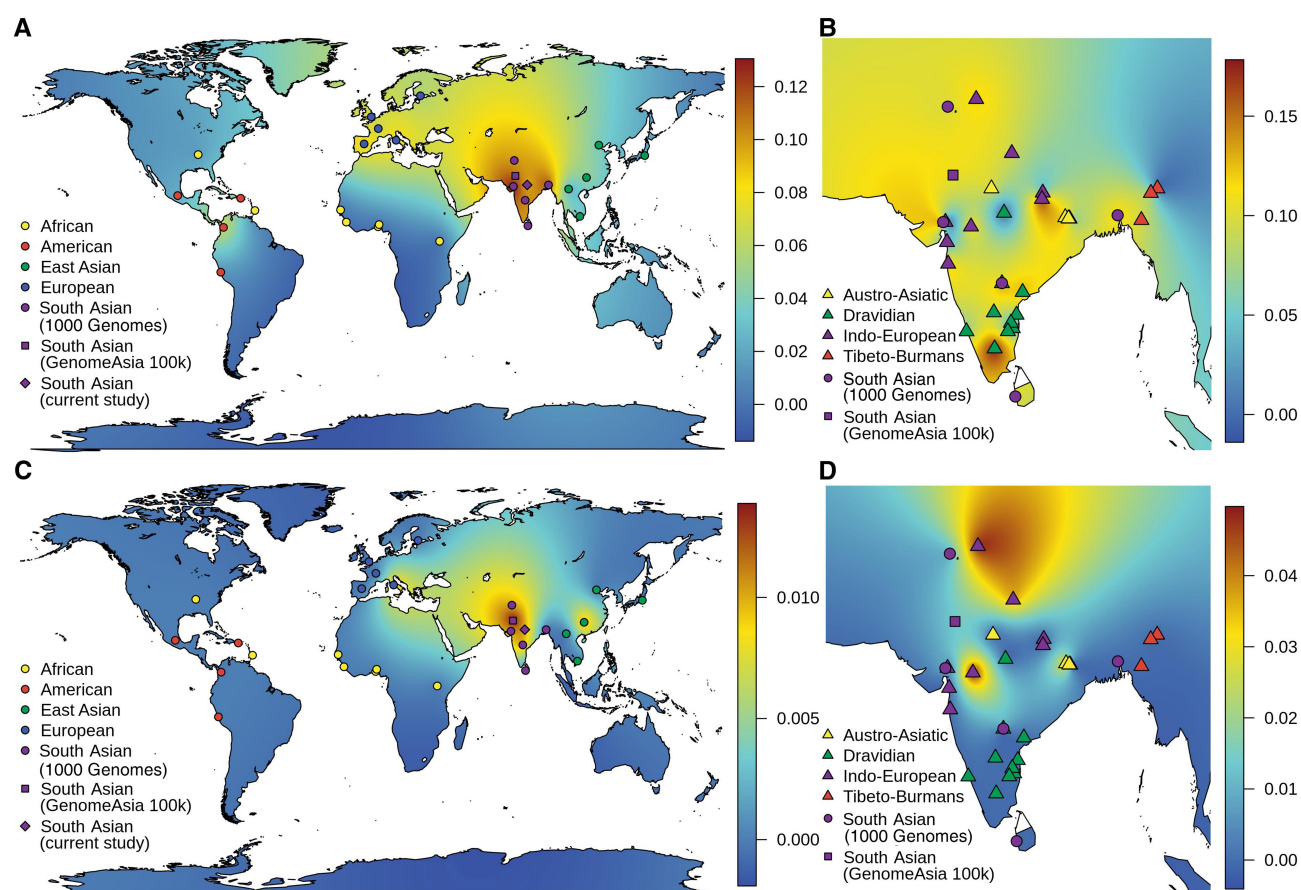 A
0.12
0.10
0.08
0.06
0.04
0.02
0.00
African
American
East Asian
European
South Asian
(1000 Genomes)
South Asian
(GenomeAsia 100k)
South Asian
(current study)
B
0.15
0.10
0.05
0.00
Austro-Asiatic
Dravidian
Indo-European
Tibeto-Burmans
South Asian
(1000 Genomes)
South Asian
(GenomeAsia 100k)
C
0.010
0.005
0.000
African
American
East Asian
European
South Asian
(1000 Genomes)
South Asian
(GenomeAsia 100k)
South Asian
(current study)
D
0.04
0.03
0.02
0.01
0.00
Austro-Asiatic
Dravidian
Indo-European
Tibeto-Burmans
South Asian
(1000 Genomes)
South Asian
(GenomeAsia 100k)